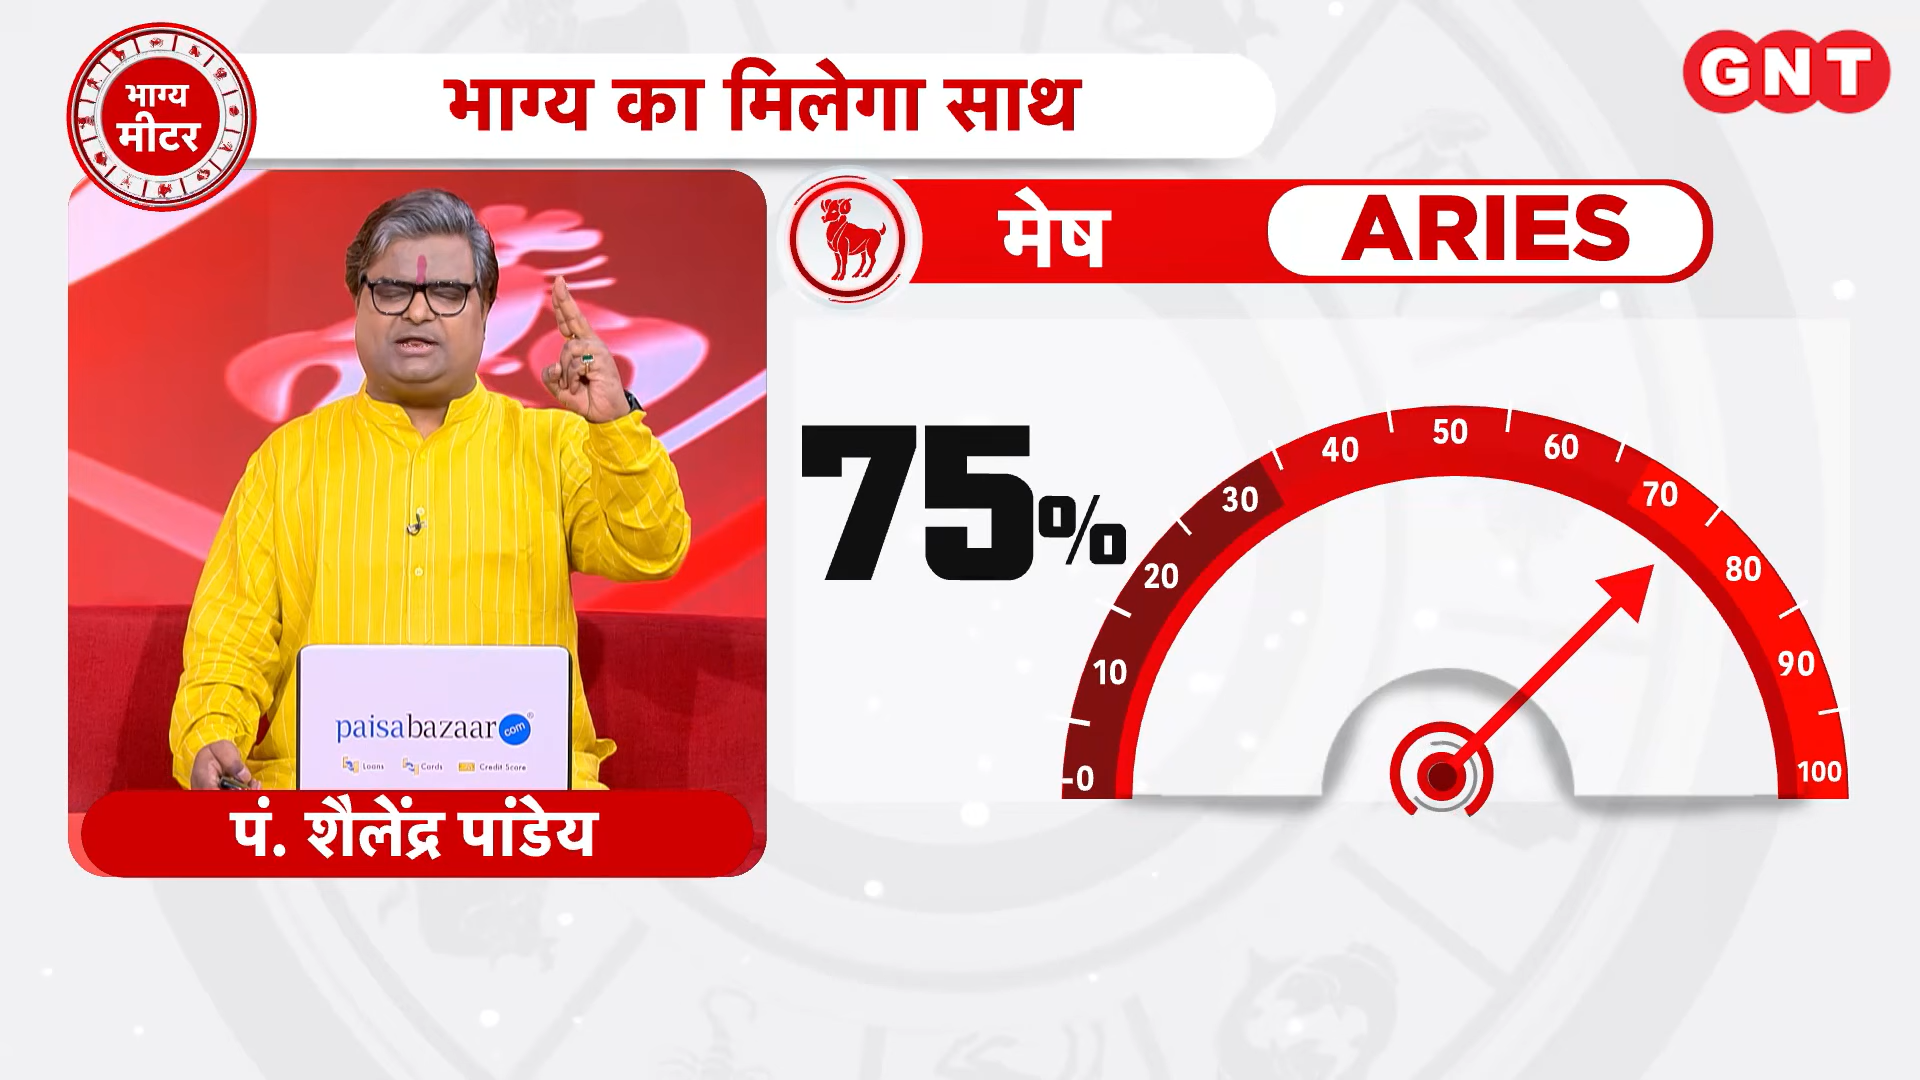 भाग्य
मीटर
भाग्य का मिलेगा साथ
GNT
मेष
ARIES
75%
0
10
20
30
40
50
60
70
80
90
100
paisabazaar.com
Loans
Cards
Credit Score
पं. शैलेंद्र पांडेय